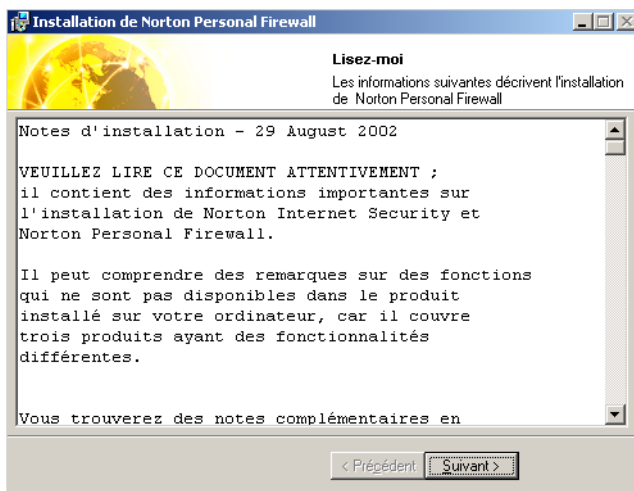 Installation de Norton Personal Firewall
Lisez-moi
Les informations suivantes décrivent l'installation
de Norton Personal Firewall
Notes d'installation - 29 August 2002
VEUILLEZ LIRE CE DOCUMENT ATTENTIVEMENT ;
il contient des informations importantes sur
l'installation de Norton Internet Security et
Norton Personal Firewall.
Il peut comprendre des remarques sur des fonctions
qui ne sont pas disponibles dans le produit
installé sur votre ordinateur, car il couvre
trois produits ayant des fonctionnalités
différentes.
Vous trouverez des notes complémentaires en
< Précédent Suivant >